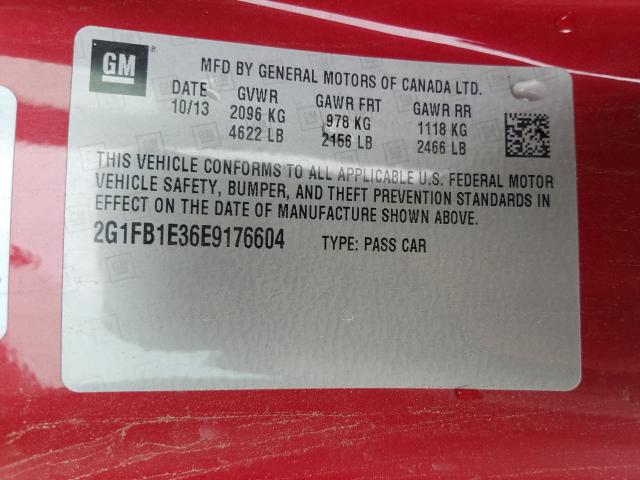 GM
MFD BY GENERAL MOTORS OF CANADA LTD.
DATE GVWR GAWR FRT GAWR RR
10/13 2096 KG 978 KG 1118 KG
4622 LB 2156 LB 2466 LB
THIS VEHICLE CONFORMS TO ALL APPLICABLE U.S. FEDERAL MOTOR
VEHICLE SAFETY, BUMPER, AND THEFT PREVENTION STANDARDS IN
EFFECT ON THE DATE OF MANUFACTURE SHOWN ABOVE.
2G1FB1E36E9176604 TYPE: PASS CAR